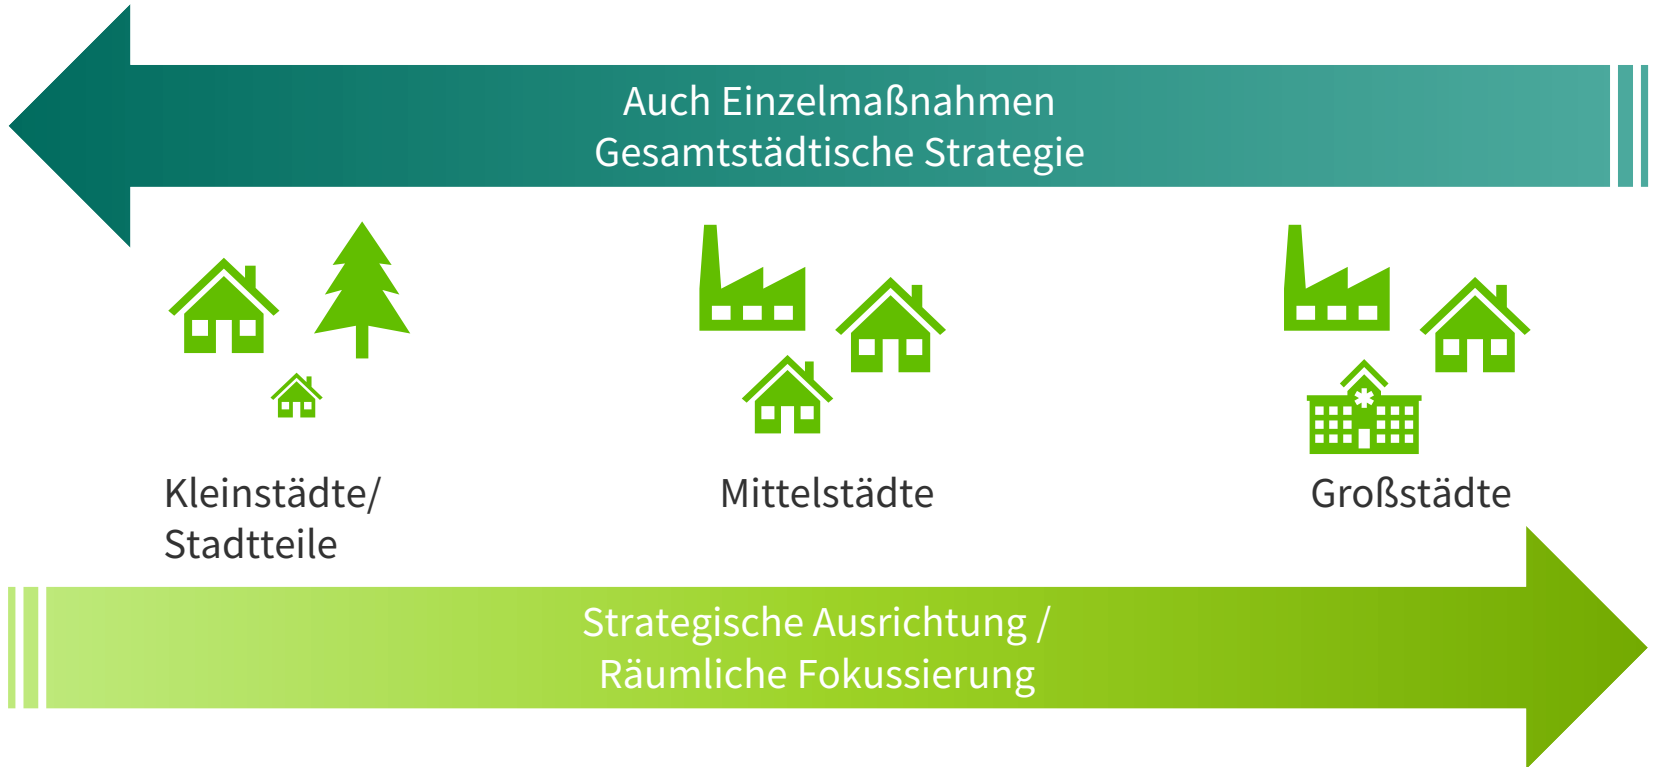 Auch Einzelmaßnahmen
Gesamtstädtische Strategie
Kleinstädte/
Stadtteile
Mittelstädte
Großstädte
Strategische Ausrichtung /
Räumliche Fokussierung